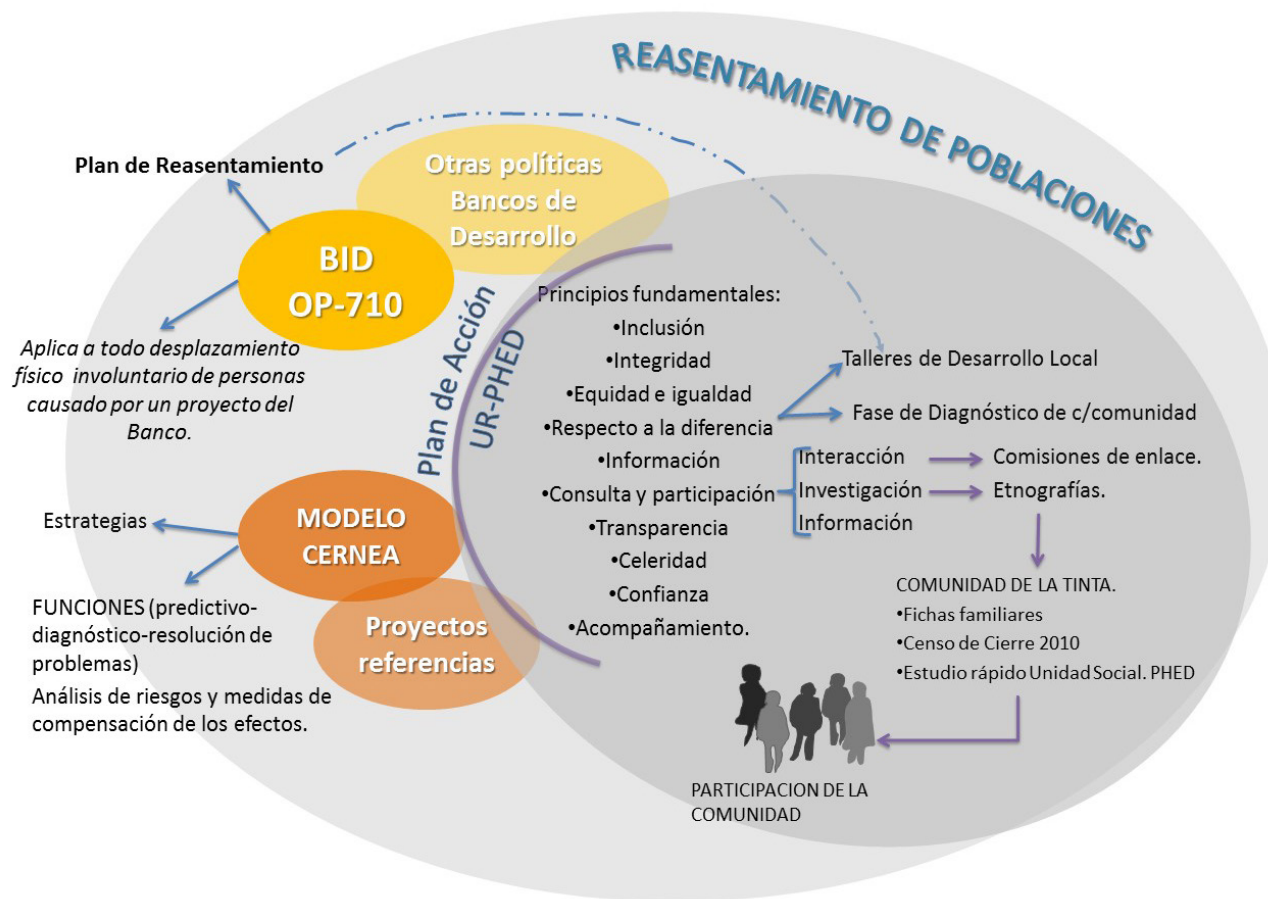 REASENTAMIENTO DE POBLACIONES
Plan de Reasentamiento
Otras políticas
Bancos de
Desarrollo
BID
OP-710
Aplica a todo desplazamiento
físico involuntario de personas
causado por un proyecto del
Banco.
Plan de Acción
UR-PHED
MODELO
CERNEA
Estrategias
FUNCIONES (predictivo-
diagnóstico-resolución de
problemas)
Análisis de riesgos y medidas de
compensación de los efectos.
Proyectos
referencias
Principios fundamentales:
•Inclusión
•Integridad
•Equidad e igualdad
•Respecto a la diferencia
•Información
•Consulta y participación
•Transparencia
•Celeridad
•Confianza
•Acompañamiento.
Talleres de Desarrollo Local
Fase de Diagnóstico de c/comunidad
Interacción
Comisiones de enlace.
Investigación
Etnografías.
Información
COMUNIDAD DE LA TINTA.
•Fichas familiares
•Censo de Cierre 2010
•Estudio rápido Unidad Social. PHED
PARTICIPACION DE LA
COMUNIDAD